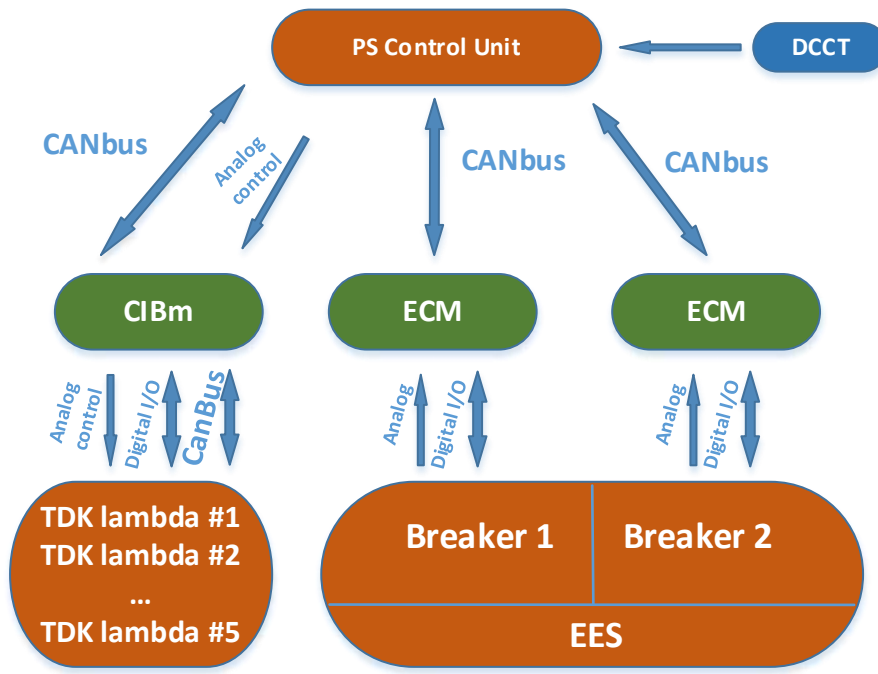 PS Control Unit
DCCT
CANbus
Analog
control
CANbus
CANbus
CIBm
ECM
ECM
Analog
control
Digital I/O
CanBus
Analog
Digital I/O
Analog
Digital I/O
TDK lambda #1
TDK lambda #2
...
TDK lambda #5
Breaker 1
Breaker 2
EES